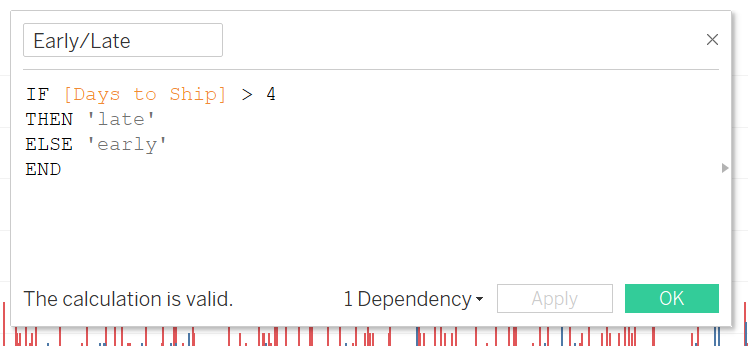 Early/Late
IF [Days to Ship] > 4
THEN 'late'
ELSE 'early'
END
The calculation is valid.
1 Dependency
Apply
OK